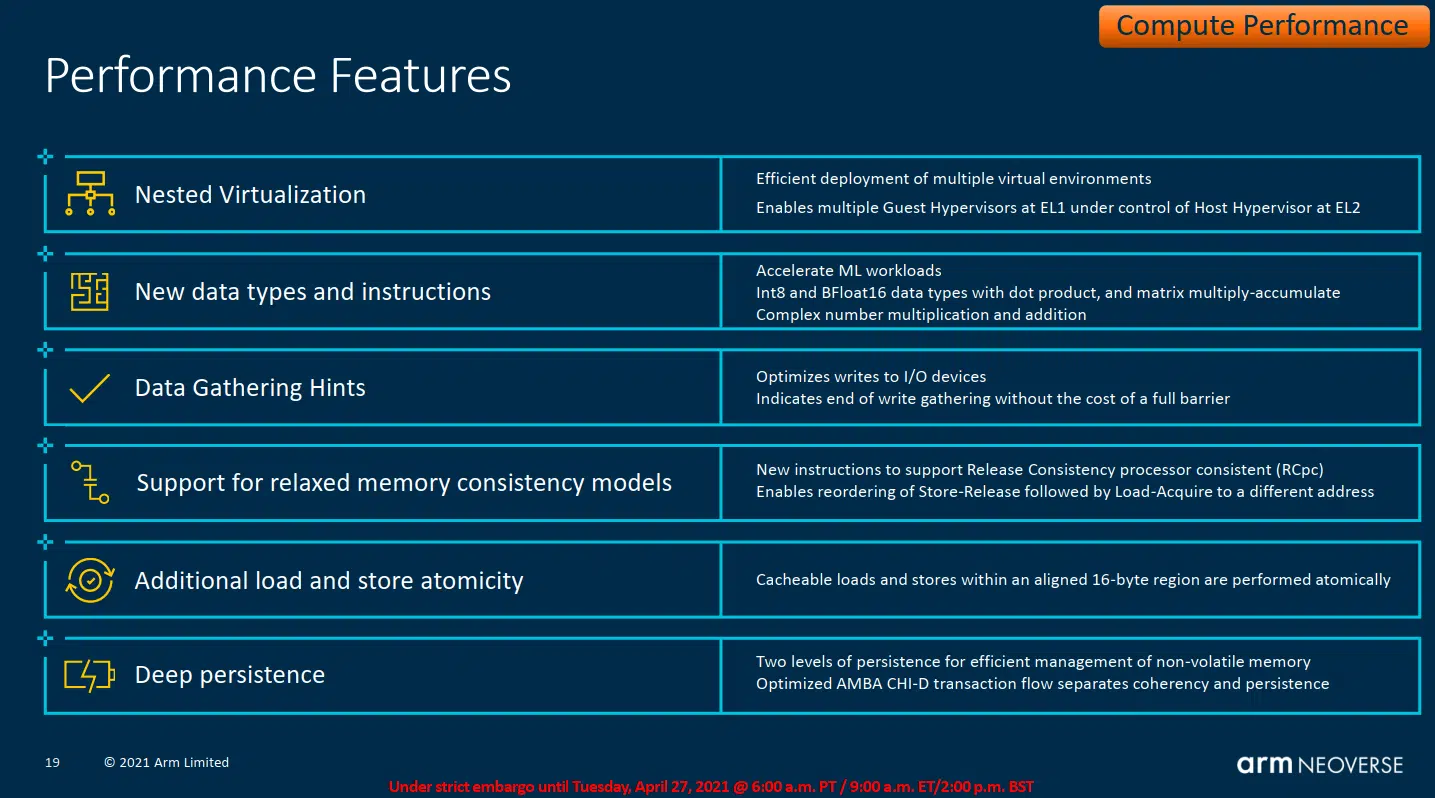 Compute Performance
Performance Features
Nested Virtualization
Efficient deployment of multiple virtual environments
Enables multiple Guest Hypervisors at EL1 under control of Host Hypervisor at EL2
New data types and instructions
Accelerate ML workloads
Int8 and BFloat16 data types with dot product, and matrix multiply-accumulate
Complex number multiplication and addition
Data Gathering Hints
Optimizes writes to I/O devices
Indicates end of write gathering without the cost of a full barrier
Support for relaxed memory consistency models
New instructions to support Release Consistency processor consistent (RCpc)
Enables reordering of Store-Release followed by Load-Acquire to a different address
Additional load and store atomicity
Cacheable loads and stores within an aligned 16-byte region are performed atomically
Deep persistence
Two levels of persistence for efficient management of non-volatile memory
Optimized AMBA CHI-D transaction flow separates coherency and persistence
19 © 2021 Arm Limited
arm NEOVERSE
Under strict embargo until Tuesday, April 27, 2021 @ 6:00 a.m. PT / 9:00 a.m. ET/2:00 p.m. BST